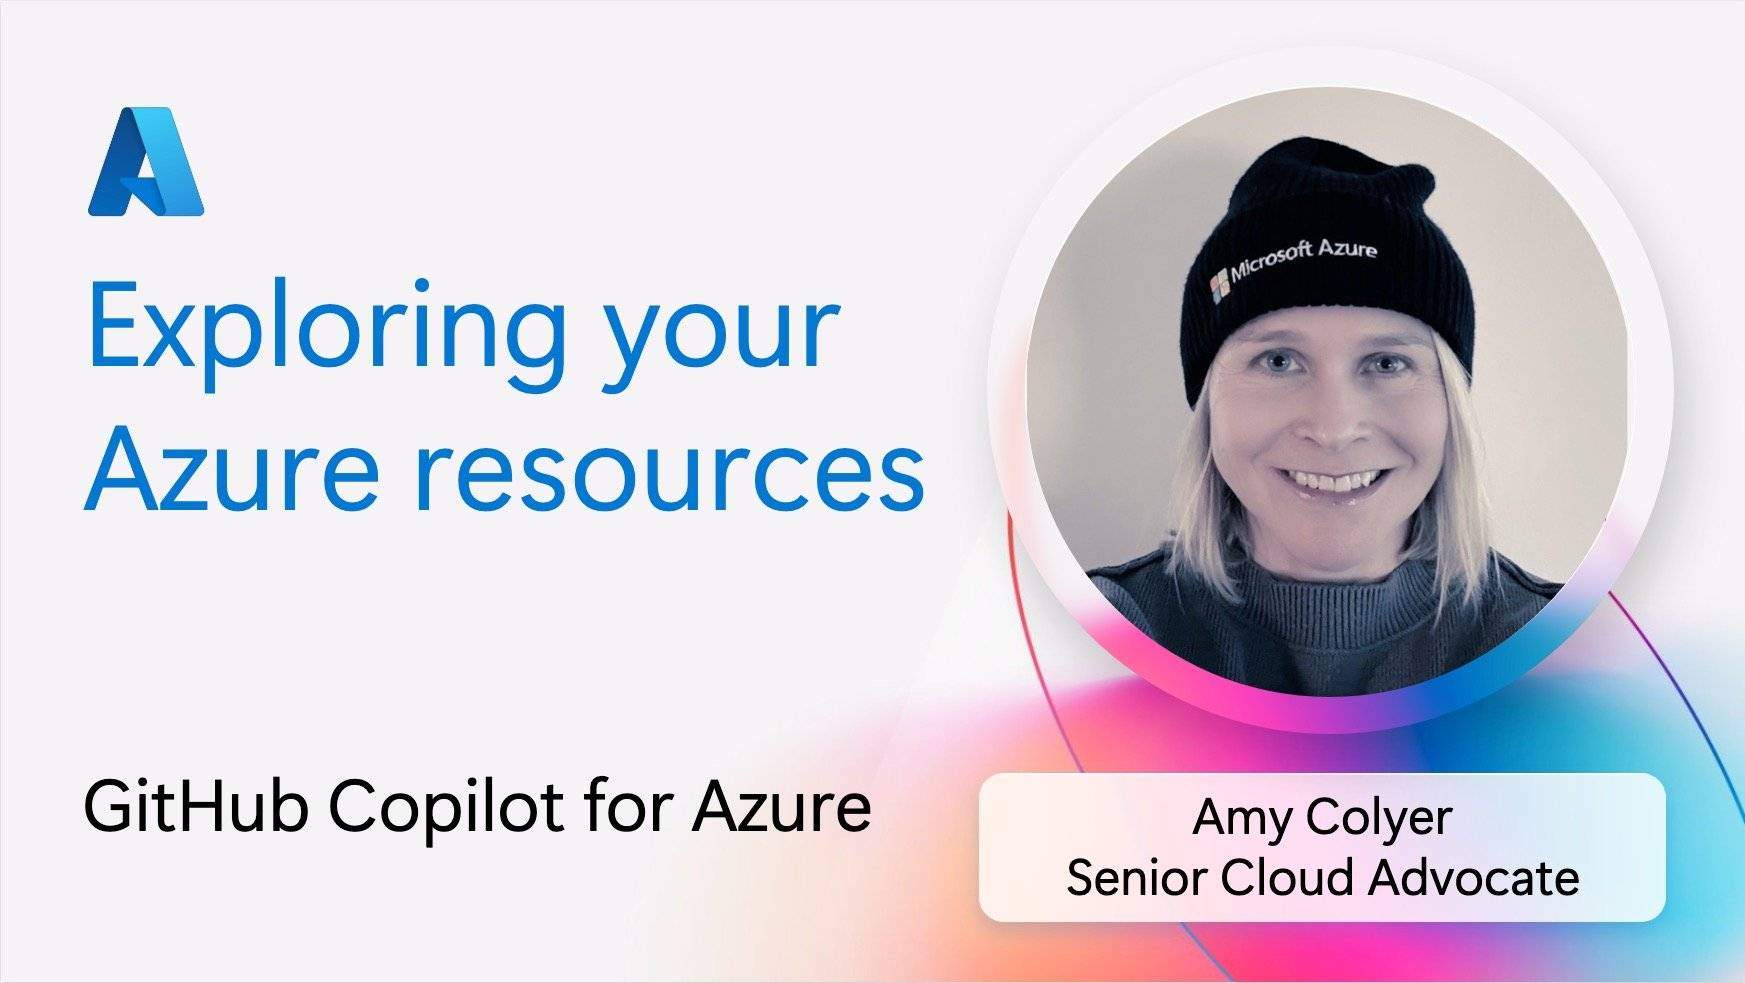 Exploring your
Azure resources
GitHub Copilot for Azure
Microsoft Azure
Amy Colyer
Senior Cloud Advocate